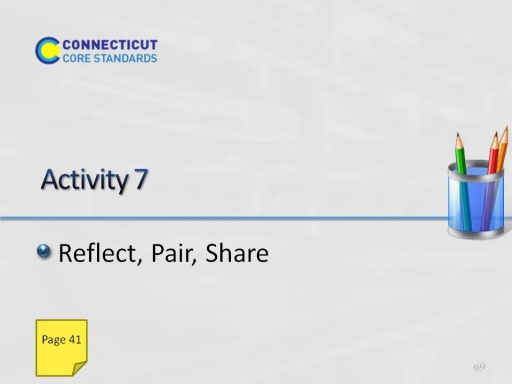 CONNECTICUT
CORE STANDARDS
Activity 7
Reflect, Pair, Share
Page 41
69